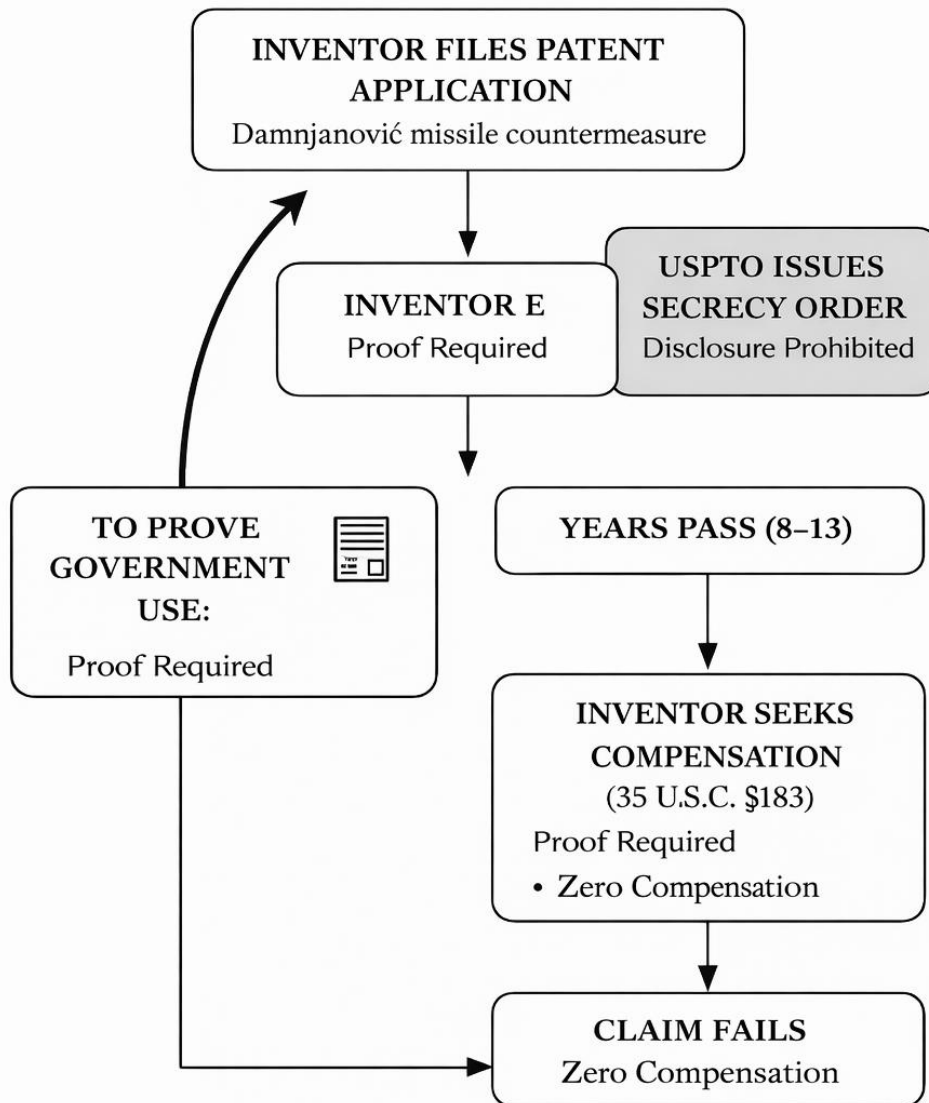 INVENTOR FILES PATENT
APPLICATION
Damnjanović missile countermeasure
INVENTOR E
Proof Required
USPTO ISSUES
SECRECY ORDER
Disclosure Prohibited
TO PROVE
GOVERNMENT
USE:
Proof Required
YEARS PASS (8–13)
INVENTOR SEEKS
COMPENSATION
(35 U.S.C. §183)
Proof Required
• Zero Compensation
CLAIM FAILS
Zero Compensation